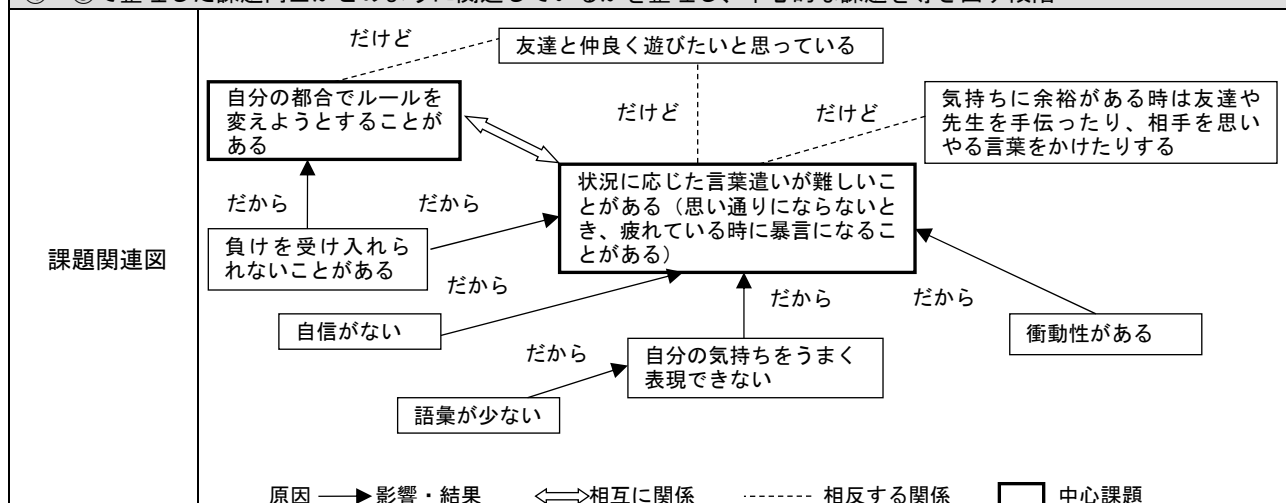 課題関連図
だけど
友達と仲良く遊びたいと思っている
自分の都合でルールを
変えようとすることが
ある
だけど
だけど
気持ちに余裕がある時は友達や
先生を手伝ったり、相手を思い
やる言葉をかけたりする
状況に応じた言葉遣いが難しいこ
とがある（思い通りにならないと
き、疲れている時に暴言になるこ
とがある）
だから
だから
負けを受け入れら
れないことがある
だから
だから
だから
自信がない
衝動性がある
だから
自分の気持ちをうまく
表現できない
語彙が少ない
原因
影響・結果
相互に関係
相反する関係
中心課題